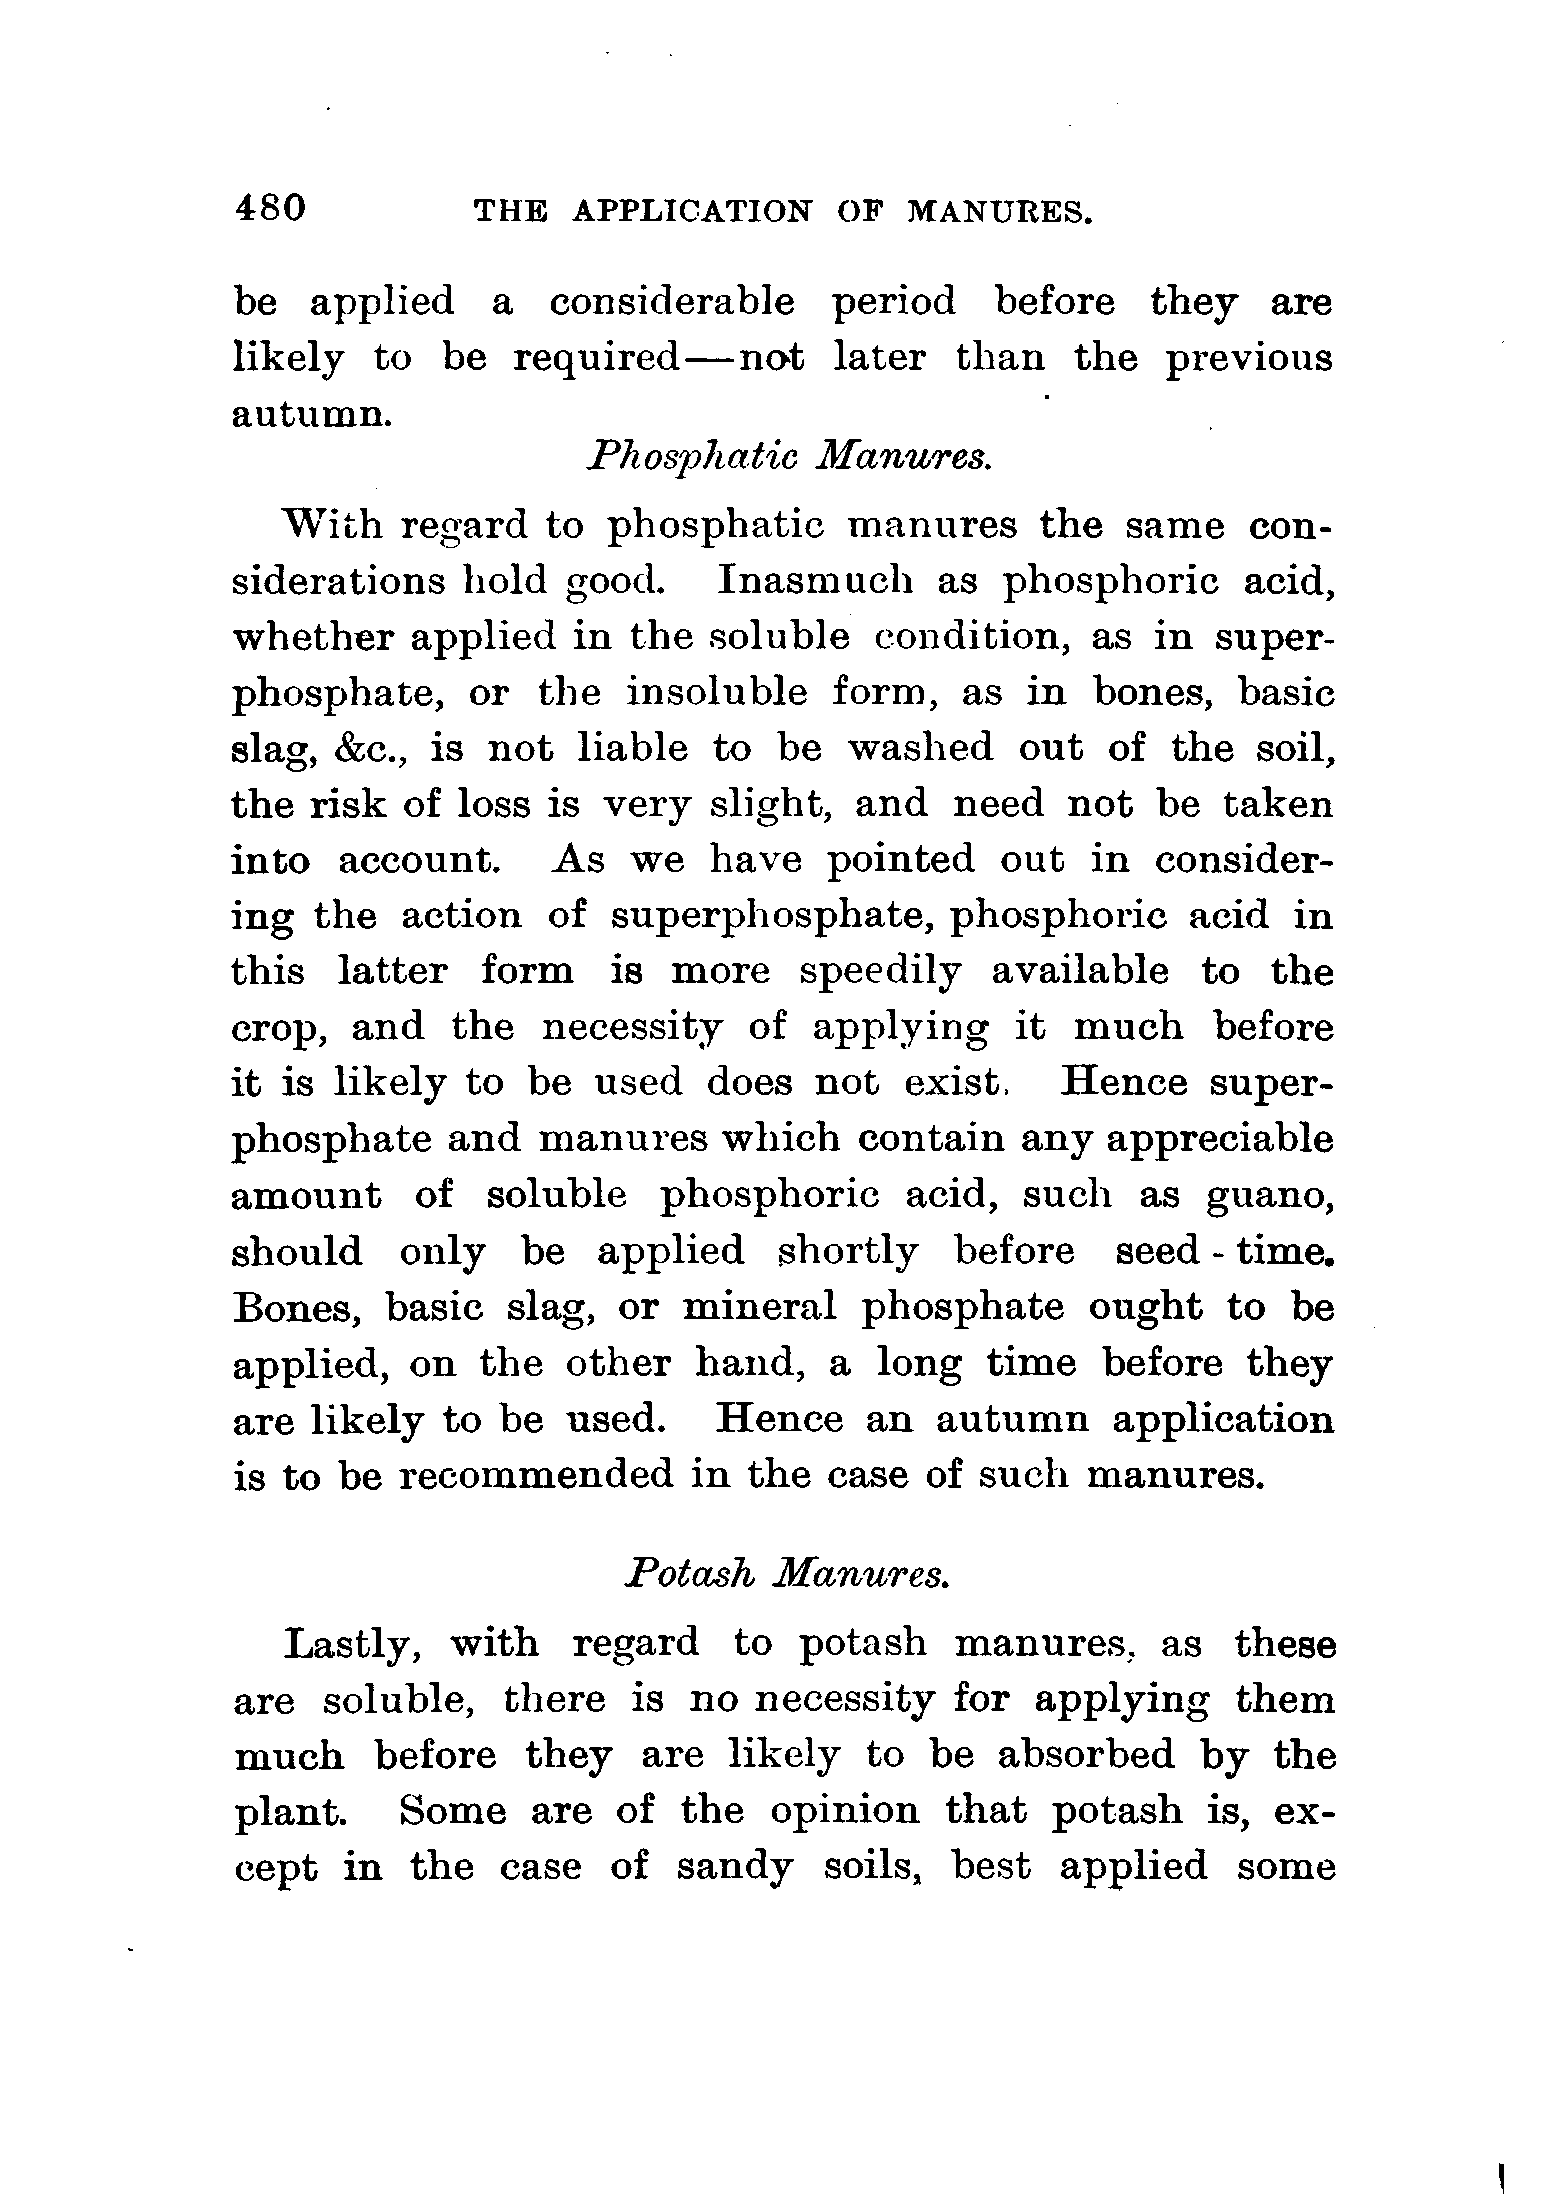 480 THE APPLICATION OF MANURES.
be applied a considerable period before they are
likely to be required—not later than the previous
autumn.
Phosphatic Manures.
With regard to phosphatic manures the same con-
siderations hold good. Inasmuch as phosphoric acid,
whether applied in the soluble condition, as in super-
phosphate, or the insoluble form, as in bones, basic
slag, &c., is not liable to be washed out of the soil,
the risk of loss is very slight, and need not be taken
into account. As we have pointed out in consider-
ing the action of superphosphate, phosphoric acid in
this latter form is more speedily available to the
crop, and the necessity of applying it much before
it is likely to be used does not exist. Hence super-
phosphate and manures which contain any appreciable
amount of soluble phosphoric acid, such as guano,
should only be applied shortly before seed-time.
Bones, basic slag, or mineral phosphate ought to be
applied, on the other hand, a long time before they
are likely to be used. Hence an autumn application
is to be recommended in the case of such manures.
Potash Manures.
Lastly, with regard to potash manures, as these
are soluble, there is no necessity for applying them
much before they are likely to be absorbed by the
plant. Some are of the opinion that potash is, ex-
cept in the case of sandy soils, best applied some